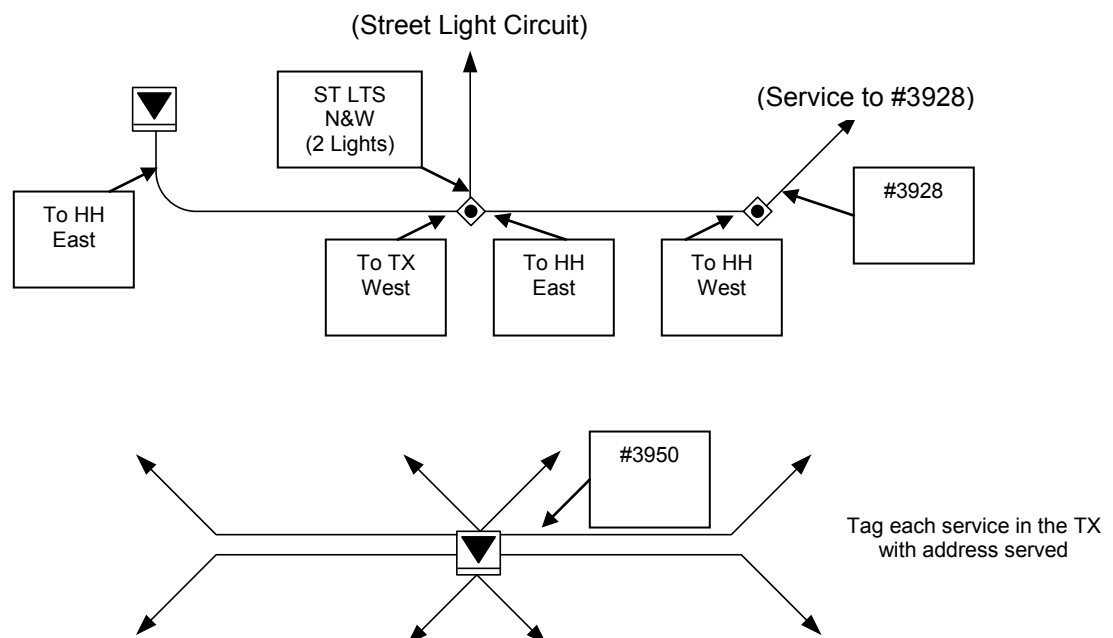 (Street Light Circuit)
ST LTS
N&W
(2 Lights)
(Service to #3928)
#3928
To HH
East
To TX
West
To HH
East
To HH
West
#3950
Tag each service in the TX
with address served